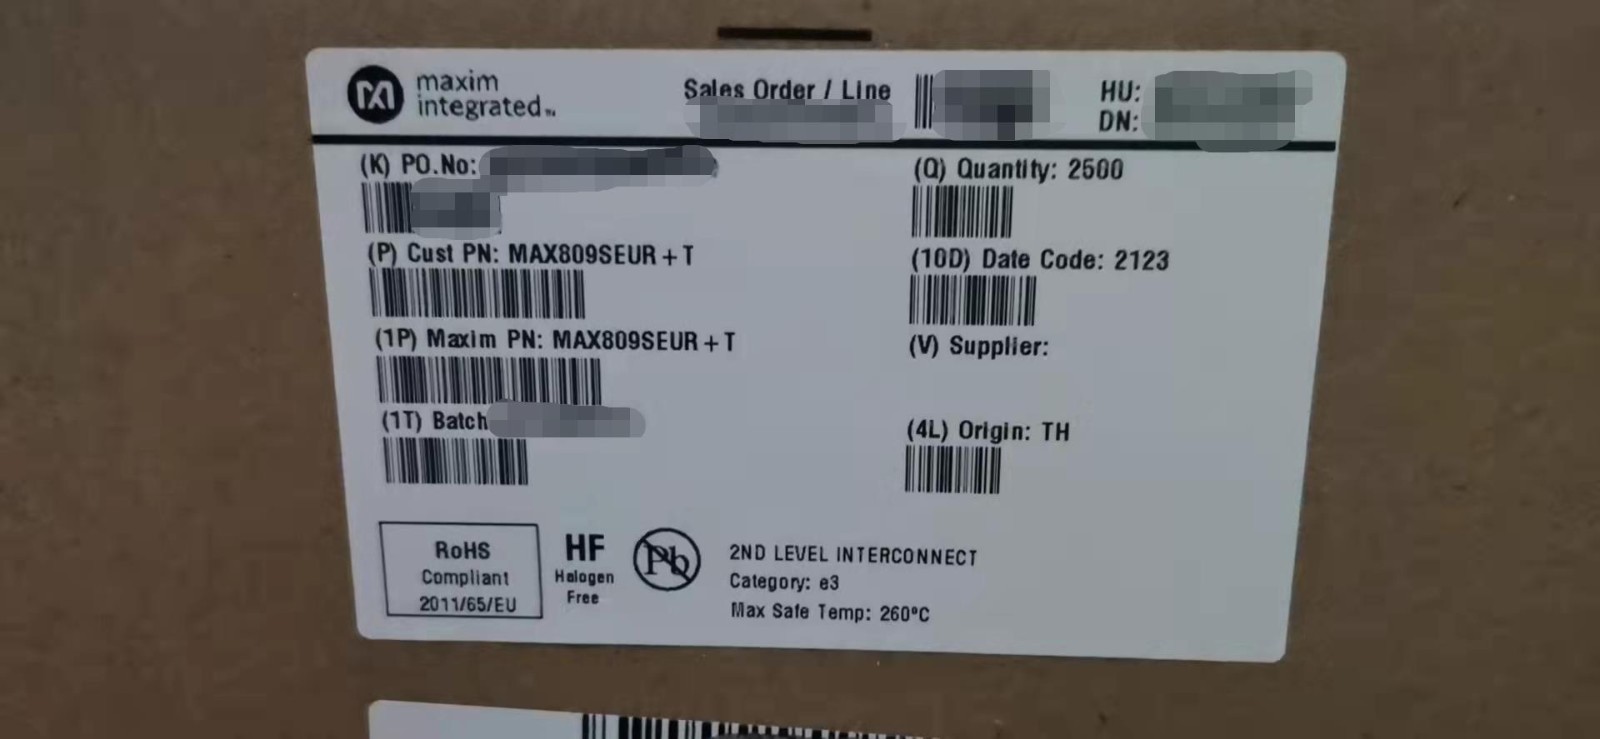 maxim
integrated™
Sales Order / Line
HU:
DN:
(K) PO.No:
(Q) Quantity: 2500
(P) Cust PN: MAX809SEUR+T
(10D) Date Code: 2123
(1P) Maxim PN: MAX809SEUR+T
(V) Supplier:
(1T) Batch
(4L) Origin: TH
RoHS
Compliant
2011/65/EU
HF
Halogen
Free
Pb
2ND LEVEL INTERCONNECT
Category: e3
Max Safe Temp: 260°C